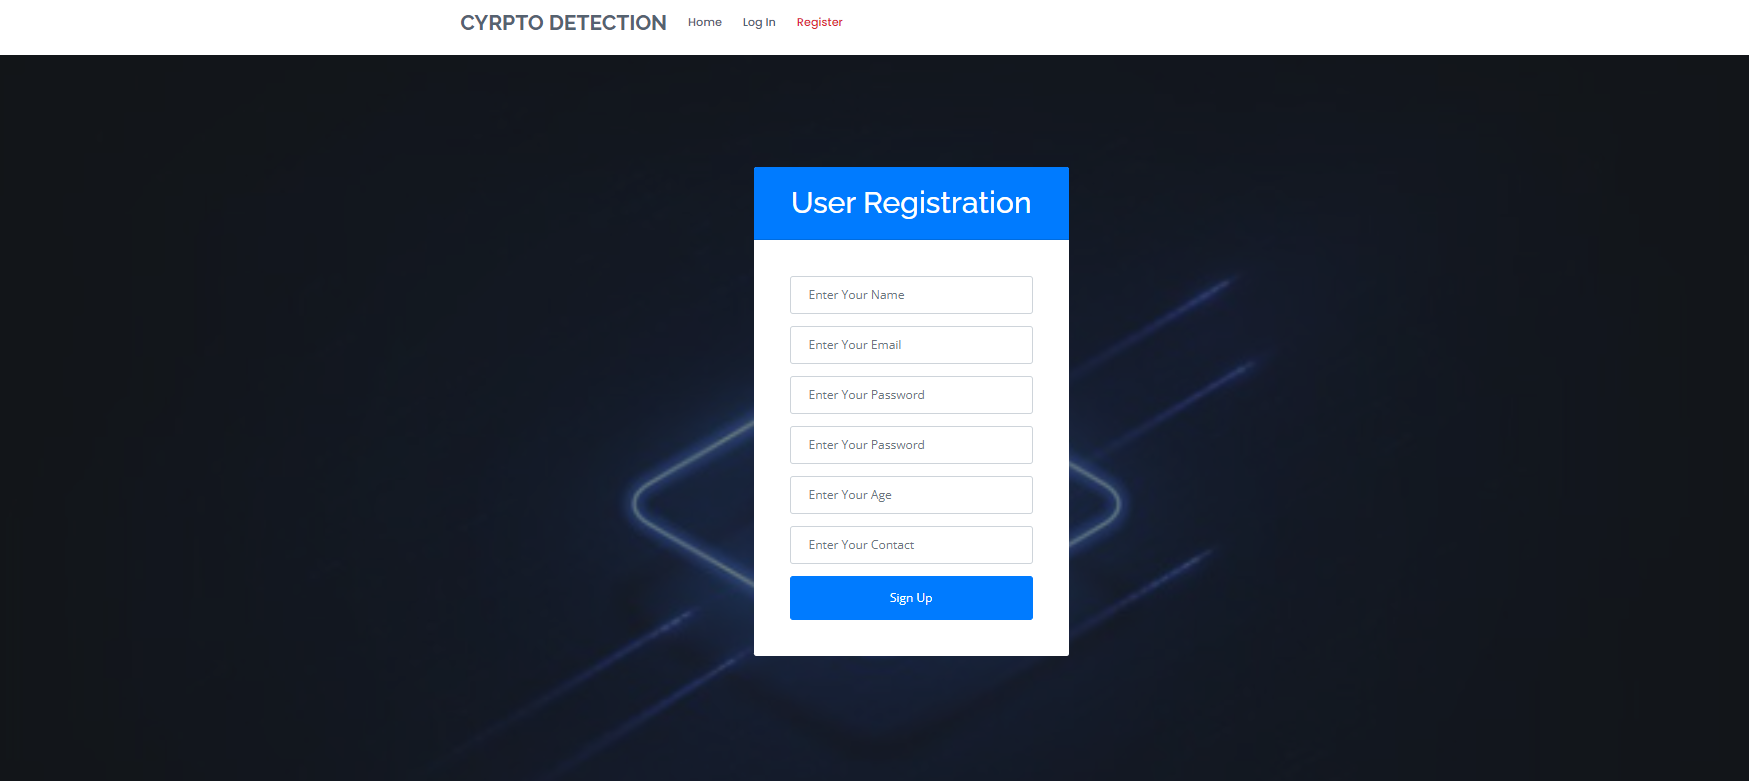 CYRPTO DETECTION Home Log In Register
User Registration
Enter Your Name
Enter Your Email
Enter Your Password
Enter Your Password
Enter Your Age
Enter Your Contact
Sign Up